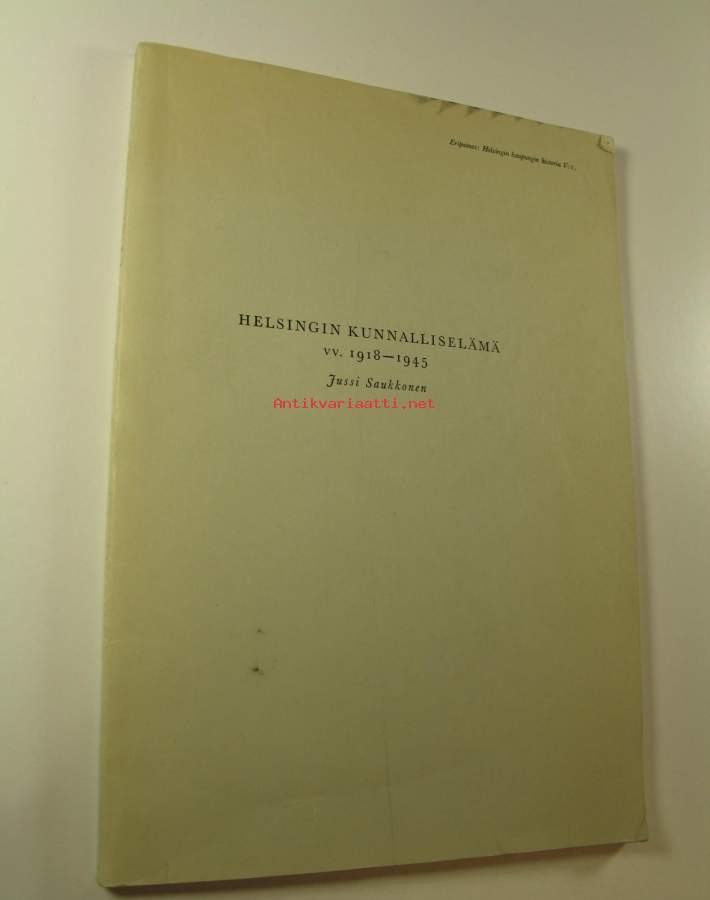 Eripainos: Helsingin kaupungin historia V:1.
HELSINGIN KUNNALLISELÄMÄ
VV. 1918—1945
Jussi Saukkonen
Antikvariaatti.net